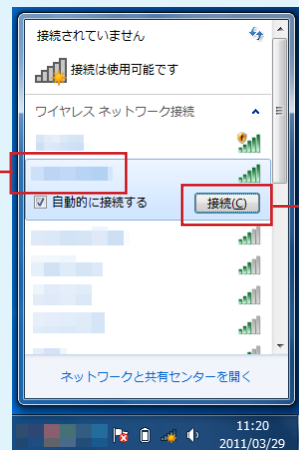 接続されていません
接続は使用可能です
ワイヤレス ネットワーク接続
自動的に接続する
接続(C)
ネットワークと共有センターを開く
11:20
2011/03/29